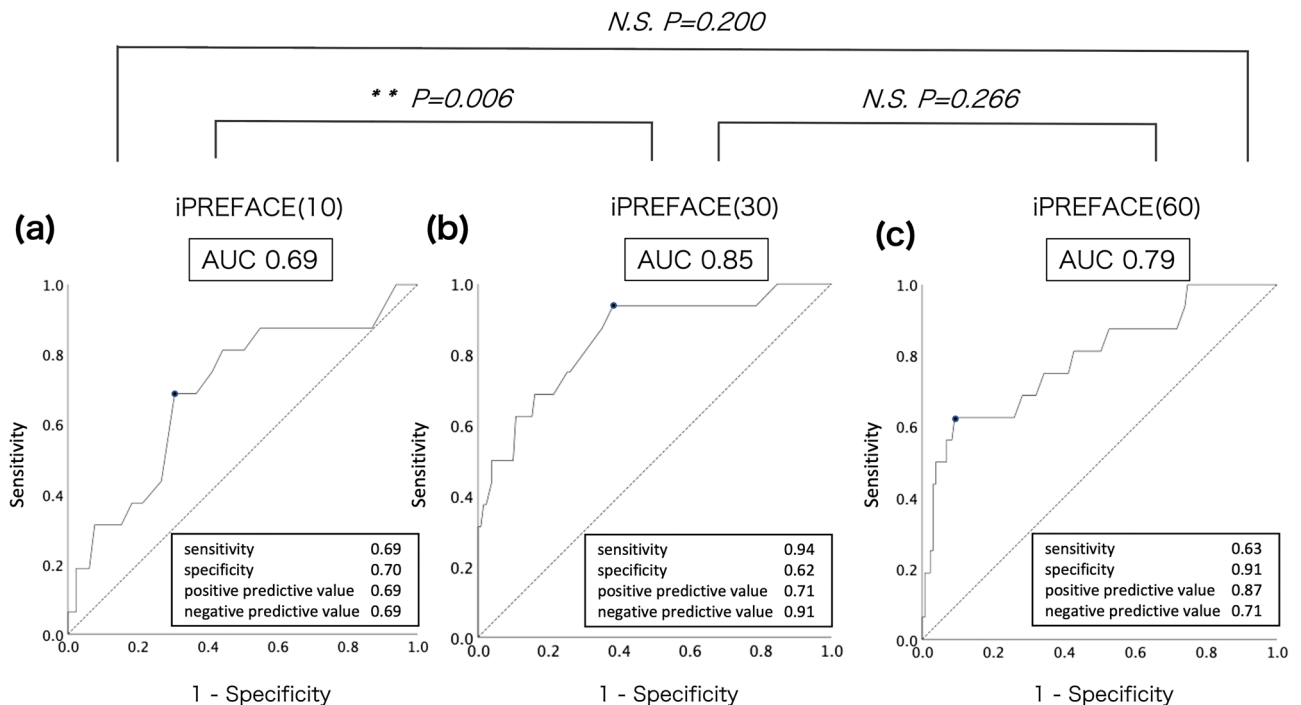 N.S. P=0.200
** P=0.006
N.S. P=0.266
(a)
iPREFACE(10)
AUC 0.69
1.0
0.8
0.6
0.4
0.2
0.0
Sensitivity
sensitivity 0.69
specificity 0.70
positive predictive value 0.69
negative predictive value 0.69
0.0 0.2 0.4 0.6 0.8 1.0
1 - Specificity
(b)
iPREFACE(30)
AUC 0.85
1.0
0.8
0.6
0.4
0.2
0.0
Sensitivity
sensitivity 0.94
specificity 0.62
positive predictive value 0.71
negative predictive value 0.91
0.0 0.2 0.4 0.6 0.8 1.0
1 - Specificity
(c)
iPREFACE(60)
AUC 0.79
1.0
0.8
0.6
0.4
0.2
0.0
Sensitivity
sensitivity 0.63
specificity 0.91
positive predictive value 0.87
negative predictive value 0.71
0.0 0.2 0.4 0.6 0.8 1.0
1 - Specificity